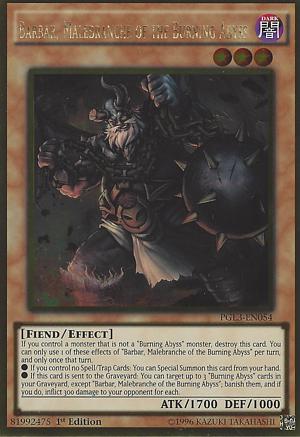 Barbar, Malebranche of the Burning Abyss
DARK
闇
PGL3-EN054
[FIEND/EFFECT]
If you control a monster that is not a "Burning Abyss" monster, destroy this card. You can
only use 1 of these effects of "Barbar, Malebranche of the Burning Abyss" per turn,
and only once that turn.
● If you control no Spell/Trap Cards: You can Special Summon this card from your hand.
● If this card is sent to the Graveyard: You can target up to 3 "Burning Abyss" cards in
your Graveyard, except "Barbar, Malebranche of the Burning Abyss"; banish them, and if
you do, inflict 300 damage to your opponent for each.
ATK/1700 DEF/1000
81992475 1st Edition ©1996 KAZUKI TAKAHASHI